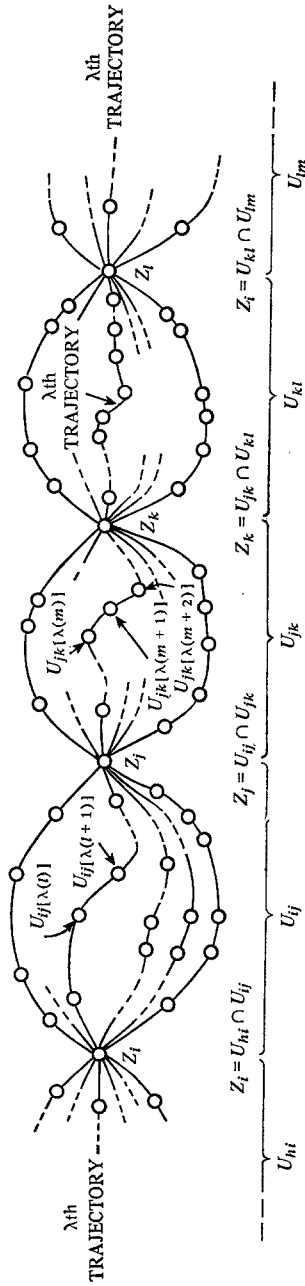 λth
TRAJECTORY
Z_i
U_{ij[λ(l)]}
U_{ij[λ(l+1)]}
Z_j
U_{jk[λ(m)]}
U_{jk[λ(m+1)]}
U_{jk[λ(m+2)]}
Z_k
λth
TRAJECTORY
Z_l
λth
TRAJECTORY
Z_i = U_{hi} ∩ U_{ij}
Z_j = U_{ij} ∩ U_{jk}
Z_k = U_{jk} ∩ U_{kl}
Z_i = U_{kl} ∩ U_{lm}
U_{hi}
U_{ij}
U_{jk}
U_{kl}
U_{lm}